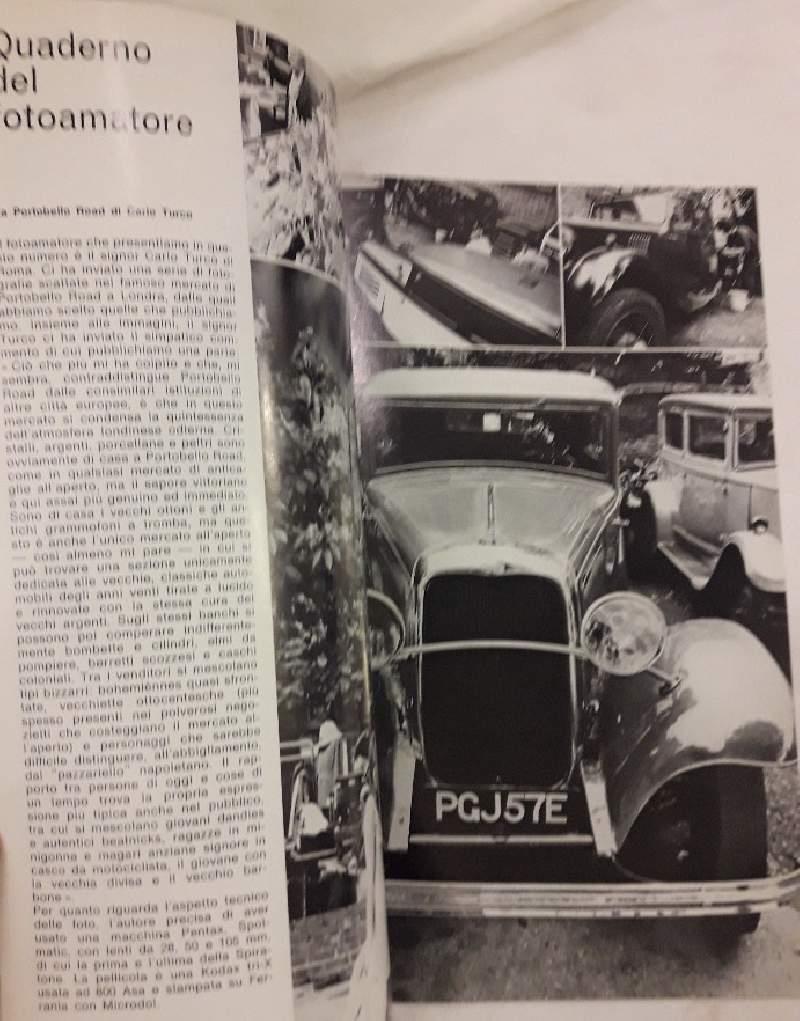 Quaderno
del
fotoamatore
a Portobello Road di Carlo Turco
l fotoamatore che presentiamo in que-
sto numero è il signor Carlo Turco di
Roma. Ci ha inviato una serie di foto-
grafie scattate nel famoso mercato di
Portobello Road a Londra, dalle quali
abbiamo scelto quelle che pubblichia-
mo. Insieme alle immagini, il signor
Turco ci ha inviato il simpatico com-
mento di cui pubblichiamo una parte.
« Ciò che più mi ha colpito e che, mi
sembra, contraddistingue Portobello
Road dalle consimilari istituzioni di
altre città europee, è che in questo
mercato si condensa la quintessenza
dell'atmosfera londinese odierna. Cri-
stalli, argenti, porcellane e peltri sono
ovviamente di casa a Portobello Road,
come in qualsiasi mercato di antica-
glie all'aperto, ma il sapore vittoriano
è qui assai più genuino ed immediato.
Sono di casa i vecchi ottoni e gli an-
tichi grammofoni a tromba, ma que-
sto è anche l'unico mercato all'aperto
— così almeno mi pare — in cui si
può trovare una sezione unicamente
dedicata alle vecchie, classiche auto-
mobili degli anni venti tirate a lucido
e rinnovate con la stessa cura dei
vecchi argenti. Sugli stessi banchi si
possono poi comperare indifferente-
mente bombette e cilindri, elmi da
pompiere, barretti scozzesi e caschi
coloniali. Tra i venditori si mescolano
tipi bizzarri: bohemiénnes quasi sfron-
tate, vecchiette ottocentesche (più
spesso presenti nei polverosi nego-
zietti che costeggiano il mercato al-
l'aperto) e personaggi che sarebbe
difficile distinguere, all'abbigliamento,
dal "pazzariello" napoletano. Il rap-
porto tra persone di oggi e cose di
un tempo trova la propria espres-
sione più tipica anche nel pubblico,
tra cui si mescolano giovani dandies
e autentici beatnicks, ragazze in mi-
nigonna e magari anziane signore in
casco da motociclista, il giovane con
la vecchia divisa e il vecchio bar-
bone ».
Per quanto riguarda l'aspetto tecnico
delle foto, l'autore precisa di aver
usato una macchina Pentax, Spot-
matic, con lenti da 28, 50 e 105 mm,
di cui la prima e l'ultima della Spira-
tone. La pellicola è una Kodax tri-X
usata ad 800 Asa e stampata su Fer-
rania con Microdol.
PGJ57E